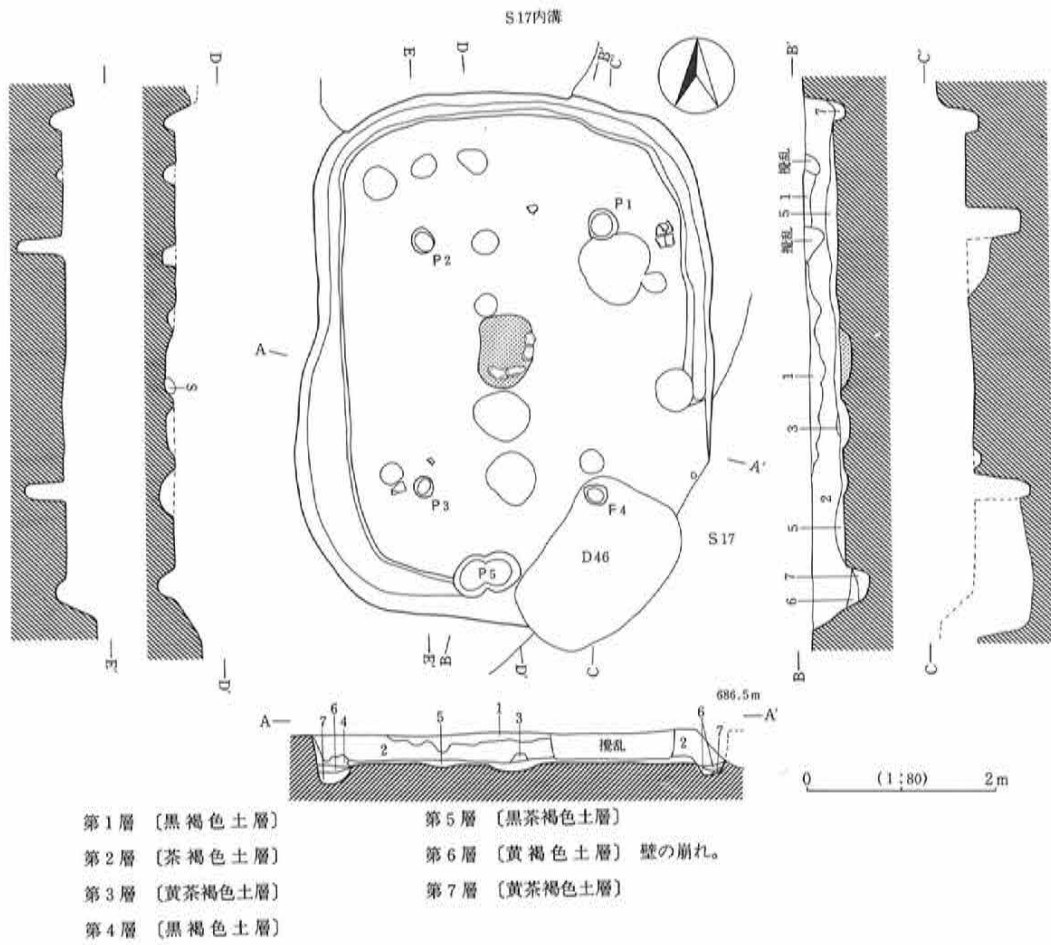 S17内溝
D
E
D
B'
C'
B'
C'
7
攪乱
1
5
攪乱
P1
P2
A
S
1
3
A'
P3
P4
2
S17
D46
5
P5
7
6
E'
D'
E'
B
D'
C
B
C
686.5m
A
7
6
4
5
1
3
6
7
A'
2
攪乱
2
0
(1:80)
2m
第1層 〔黒褐色土層〕
第2層 〔茶褐色土層〕
第3層 〔黄茶褐色土層〕
第4層 〔黒褐色土層〕
第5層 〔黒茶褐色土層〕
第6層 〔黄褐色土層〕 壁の崩れ。
第7層 〔黄茶褐色土層〕